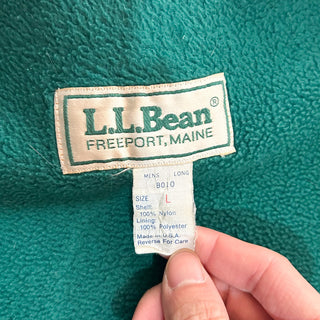 L.L.Bean®
FREEPORT, MAINE
MENS LONG
8010
SIZE L
Shell:
100% Nylon
Lining:
100% Polyester
Made in U.S.A.
Reverse For Care